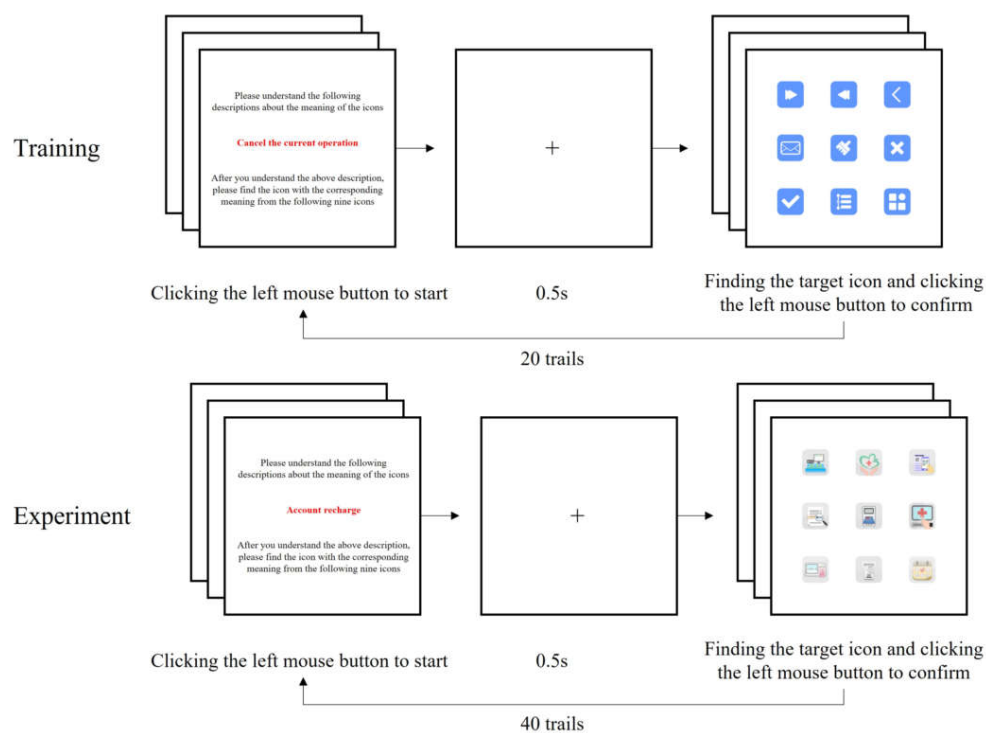 Training
Please understand the following
descriptions about the meaning of the icons
Cancel the current operation
After you understand the above description,
please find the icon with the corresponding
meaning from the following nine icons
+
Clicking the left mouse button to start
0.5s
Finding the target icon and clicking
the left mouse button to confirm
20 trails
Experiment
Please understand the following
descriptions about the meaning of the icons
Account recharge
After you understand the above description,
please find the icon with the corresponding
meaning from the following nine icons
+
Clicking the left mouse button to start
0.5s
Finding the target icon and clicking
the left mouse button to confirm
40 trails